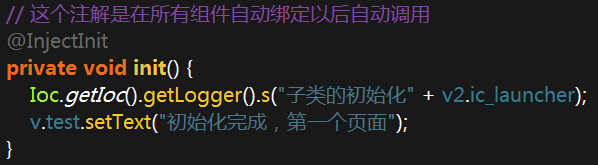 // 这个注解是在所有组件自动绑定以后自动调用
@InjectInit
private void init() {
Ioc.getIoc().getLogger().s("子类的初始化" + v2.ic_launcher);
v.test.setText("初始化完成，第一个页面");
}